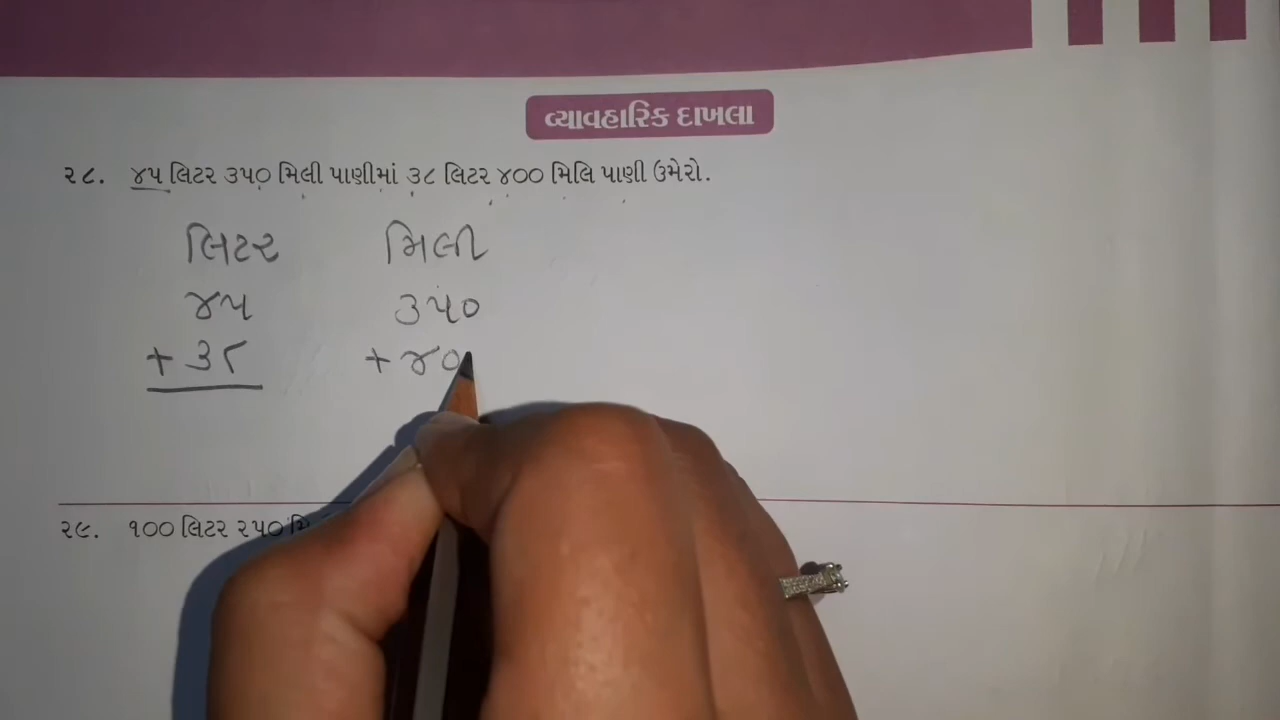 વ્યાવહારિક દાખલા
૨૮. ૪૫ લિટર ૩૫૦ મિલી પાણીમાં ૩૮ લિટર ૪૦૦ મિલિ પાણી ઉમેરો.
લિટર મિલી
૪૫ ૩૫૦
+ ૩૮ + ૪૦
૨૯. ૧૦૦ લિટર ૨૫૦